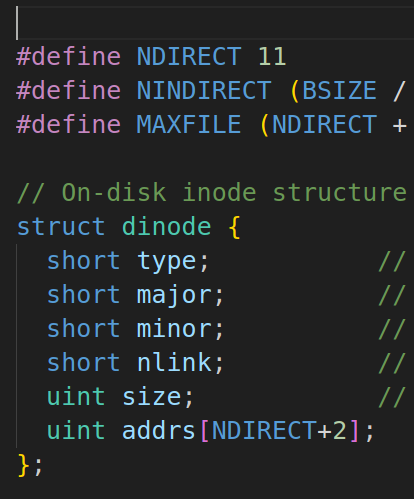 #define NDIRECT 11
#define NINDIRECT (BSIZE /
#define MAXFILE (NDIRECT +
// On-disk inode structure
struct dinode {
short type; //
short major; //
short minor; //
short nlink; //
uint size; //
uint addrs[NDIRECT+2];
};